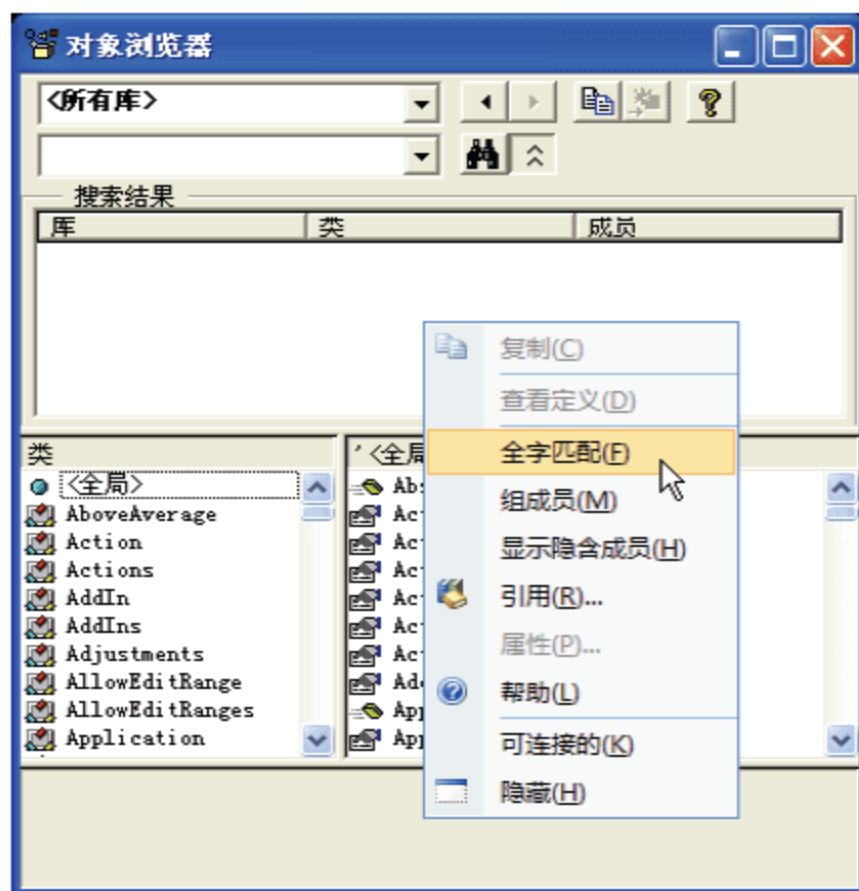 对象浏览器
<所有库>
搜索结果
库 类 成员
复制(C)
查看定义(D)
全字匹配(F)
组成员(M)
显示隐含成员(H)
引用(R)...
属性(P)...
帮助(L)
可连接的(K)
隐藏(H)
类
<全局>
AboveAverage
Action
Actions
AddIn
AddIns
Adjustments
AllowEditRange
AllowEditRanges
Application
'<全局